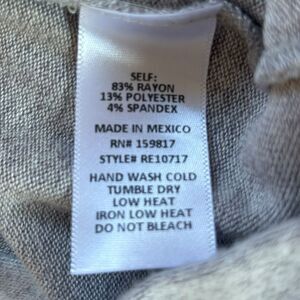 SELF:
83% RAYON
13% POLYESTER
4% SPANDEX
MADE IN MEXICO
RN# 159817
STYLE# RE10717
HAND WASH COLD
TUMBLE DRY
LOW HEAT
IRON LOW HEAT
DO NOT BLEACH